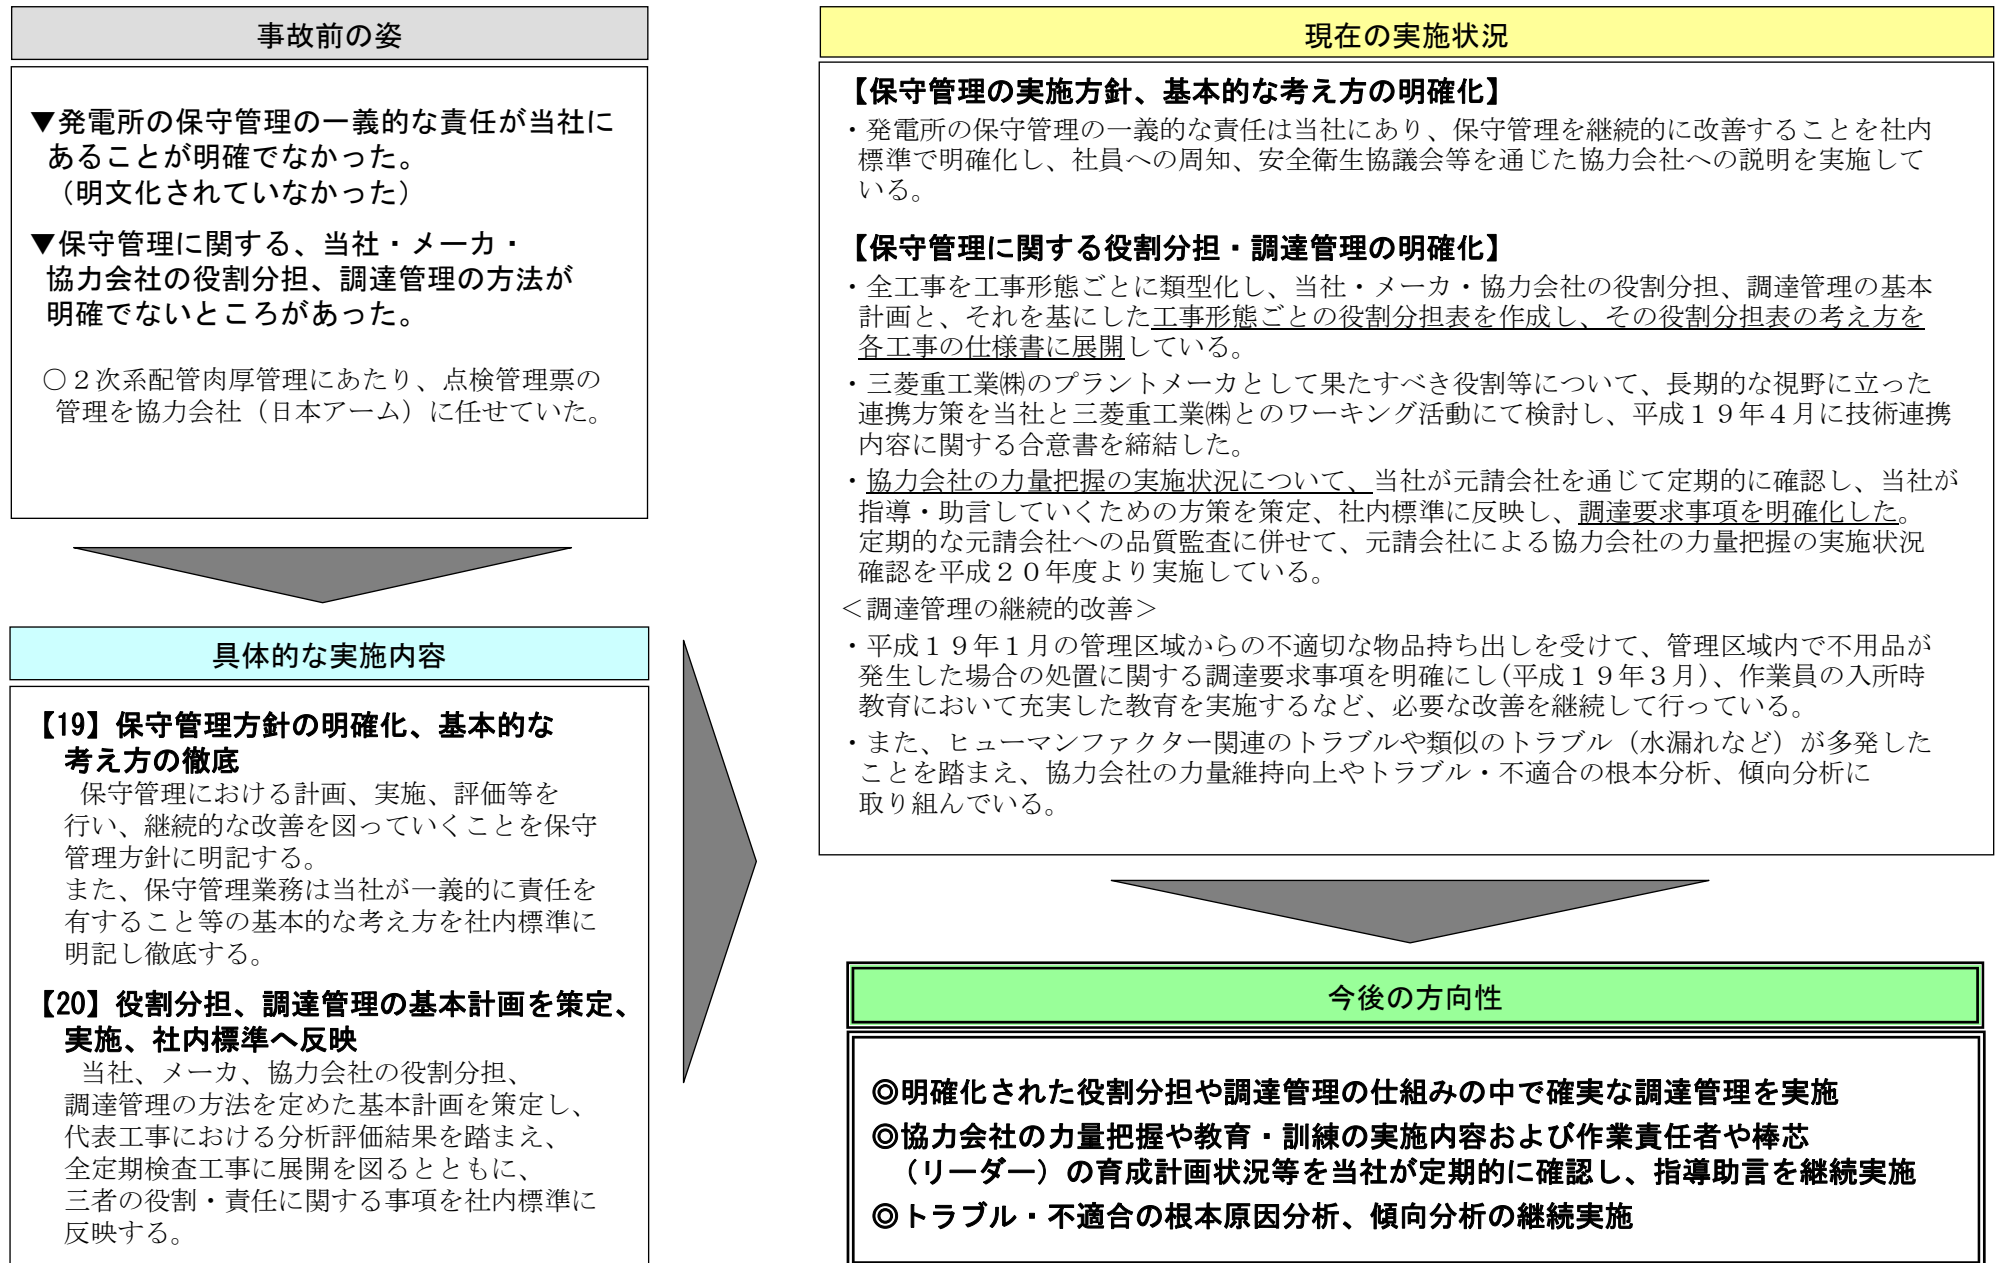 事故前の姿
▼発電所の保守管理の一義的な責任が当社に
あることが明確でなかった。
（明文化されていなかった）
▼保守管理に関する、当社・メーカ・
協力会社の役割分担、調達管理の方法が
明確でないところがあった。
○２次系配管肉厚管理にあたり、点検管理票の
管理を協力会社（日本アーム）に任せていた。
具体的な実施内容
【19】保守管理方針の明確化、基本的な
考え方の徹底
保守管理における計画、実施、評価等を
行い、継続的な改善を図っていくことを保守
管理方針に明記する。
また、保守管理業務は当社が一義的に責任を
有すること等の基本的な考え方を社内標準に
明記し徹底する。
【20】役割分担、調達管理の基本計画を策定、
実施、社内標準へ反映
当社、メーカ、協力会社の役割分担、
調達管理の方法を定めた基本計画を策定し、
代表工事における分析評価結果を踏まえ、
全定期検査工事に展開を図るとともに、
三者の役割・責任に関する事項を社内標準に
反映する。
現在の実施状況
【保守管理の実施方針、基本的な考え方の明確化】
・発電所の保守管理の一義的な責任は当社にあり、保守管理を継続的に改善することを社内
標準で明確化し、社員への周知、安全衛生協議会等を通じた協力会社への説明を実施して
いる。
【保守管理に関する役割分担・調達管理の明確化】
・全工事を工事形態ごとに類型化し、当社・メーカ・協力会社の役割分担、調達管理の基本
計画と、それを基にした工事形態ごとの役割分担表を作成し、その役割分担表の考え方を
各工事の仕様書に展開している。
・三菱重工業㈱のプラントメーカとして果たすべき役割等について、長期的な視野に立った
連携方策を当社と三菱重工業㈱とのワーキング活動にて検討し、平成１９年４月に技術連携
内容に関する合意書を締結した。
・協力会社の力量把握の実施状況について、当社が元請会社を通じて定期的に確認し、当社が
指導・助言していくための方策を策定、社内標準に反映し、調達要求事項を明確化した。
定期的な元請会社への品質監査に併せて、元請会社による協力会社の力量把握の実施状況
確認を平成２０年度より実施している。
＜調達管理の継続的改善＞
・平成１９年１月の管理区域からの不適切な物品持ち出しを受けて、管理区域内で不用品が
発生した場合の処置に関する調達要求事項を明確にし(平成１９年３月)、作業員の入所時
教育において充実した教育を実施するなど、必要な改善を継続して行っている。
・また、ヒューマンファクター関連のトラブルや類似のトラブル（水漏れなど）が多発した
ことを踏まえ、協力会社の力量維持向上やトラブル・不適合の根本分析、傾向分析に
取り組んでいる。
今後の方向性
◎明確化された役割分担や調達管理の仕組みの中で確実な調達管理を実施
◎協力会社の力量把握や教育・訓練の実施内容および作業責任者や棒芯
（リーダー）の育成計画状況等を当社が定期的に確認し、指導助言を継続実施
◎トラブル・不適合の根本原因分析、傾向分析の継続実施